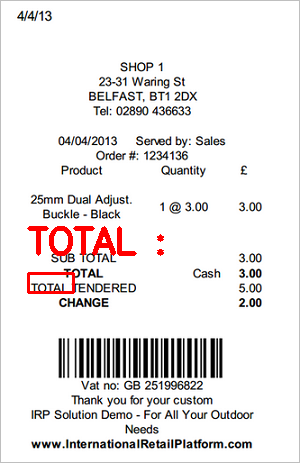 4/4/13
SHOP 1
23-31 Waring St
BELFAST, BT1 2DX
Tel: 02890 436633
04/04/2013 Served by: Sales
Order #: 1234136
Product Quantity £
25mm Dual Adjust.
Buckle - Black 1 @ 3.00 3.00
TOTAL :
SUB TOTAL 3.00
TOTAL Cash 3.00
TOTAL TENDERED 5.00
CHANGE 2.00
Vat no: GB 251996822
Thank you for your custom
IRP Solution Demo - For All Your Outdoor
Needs
www.InternationalRetailPlatform.com